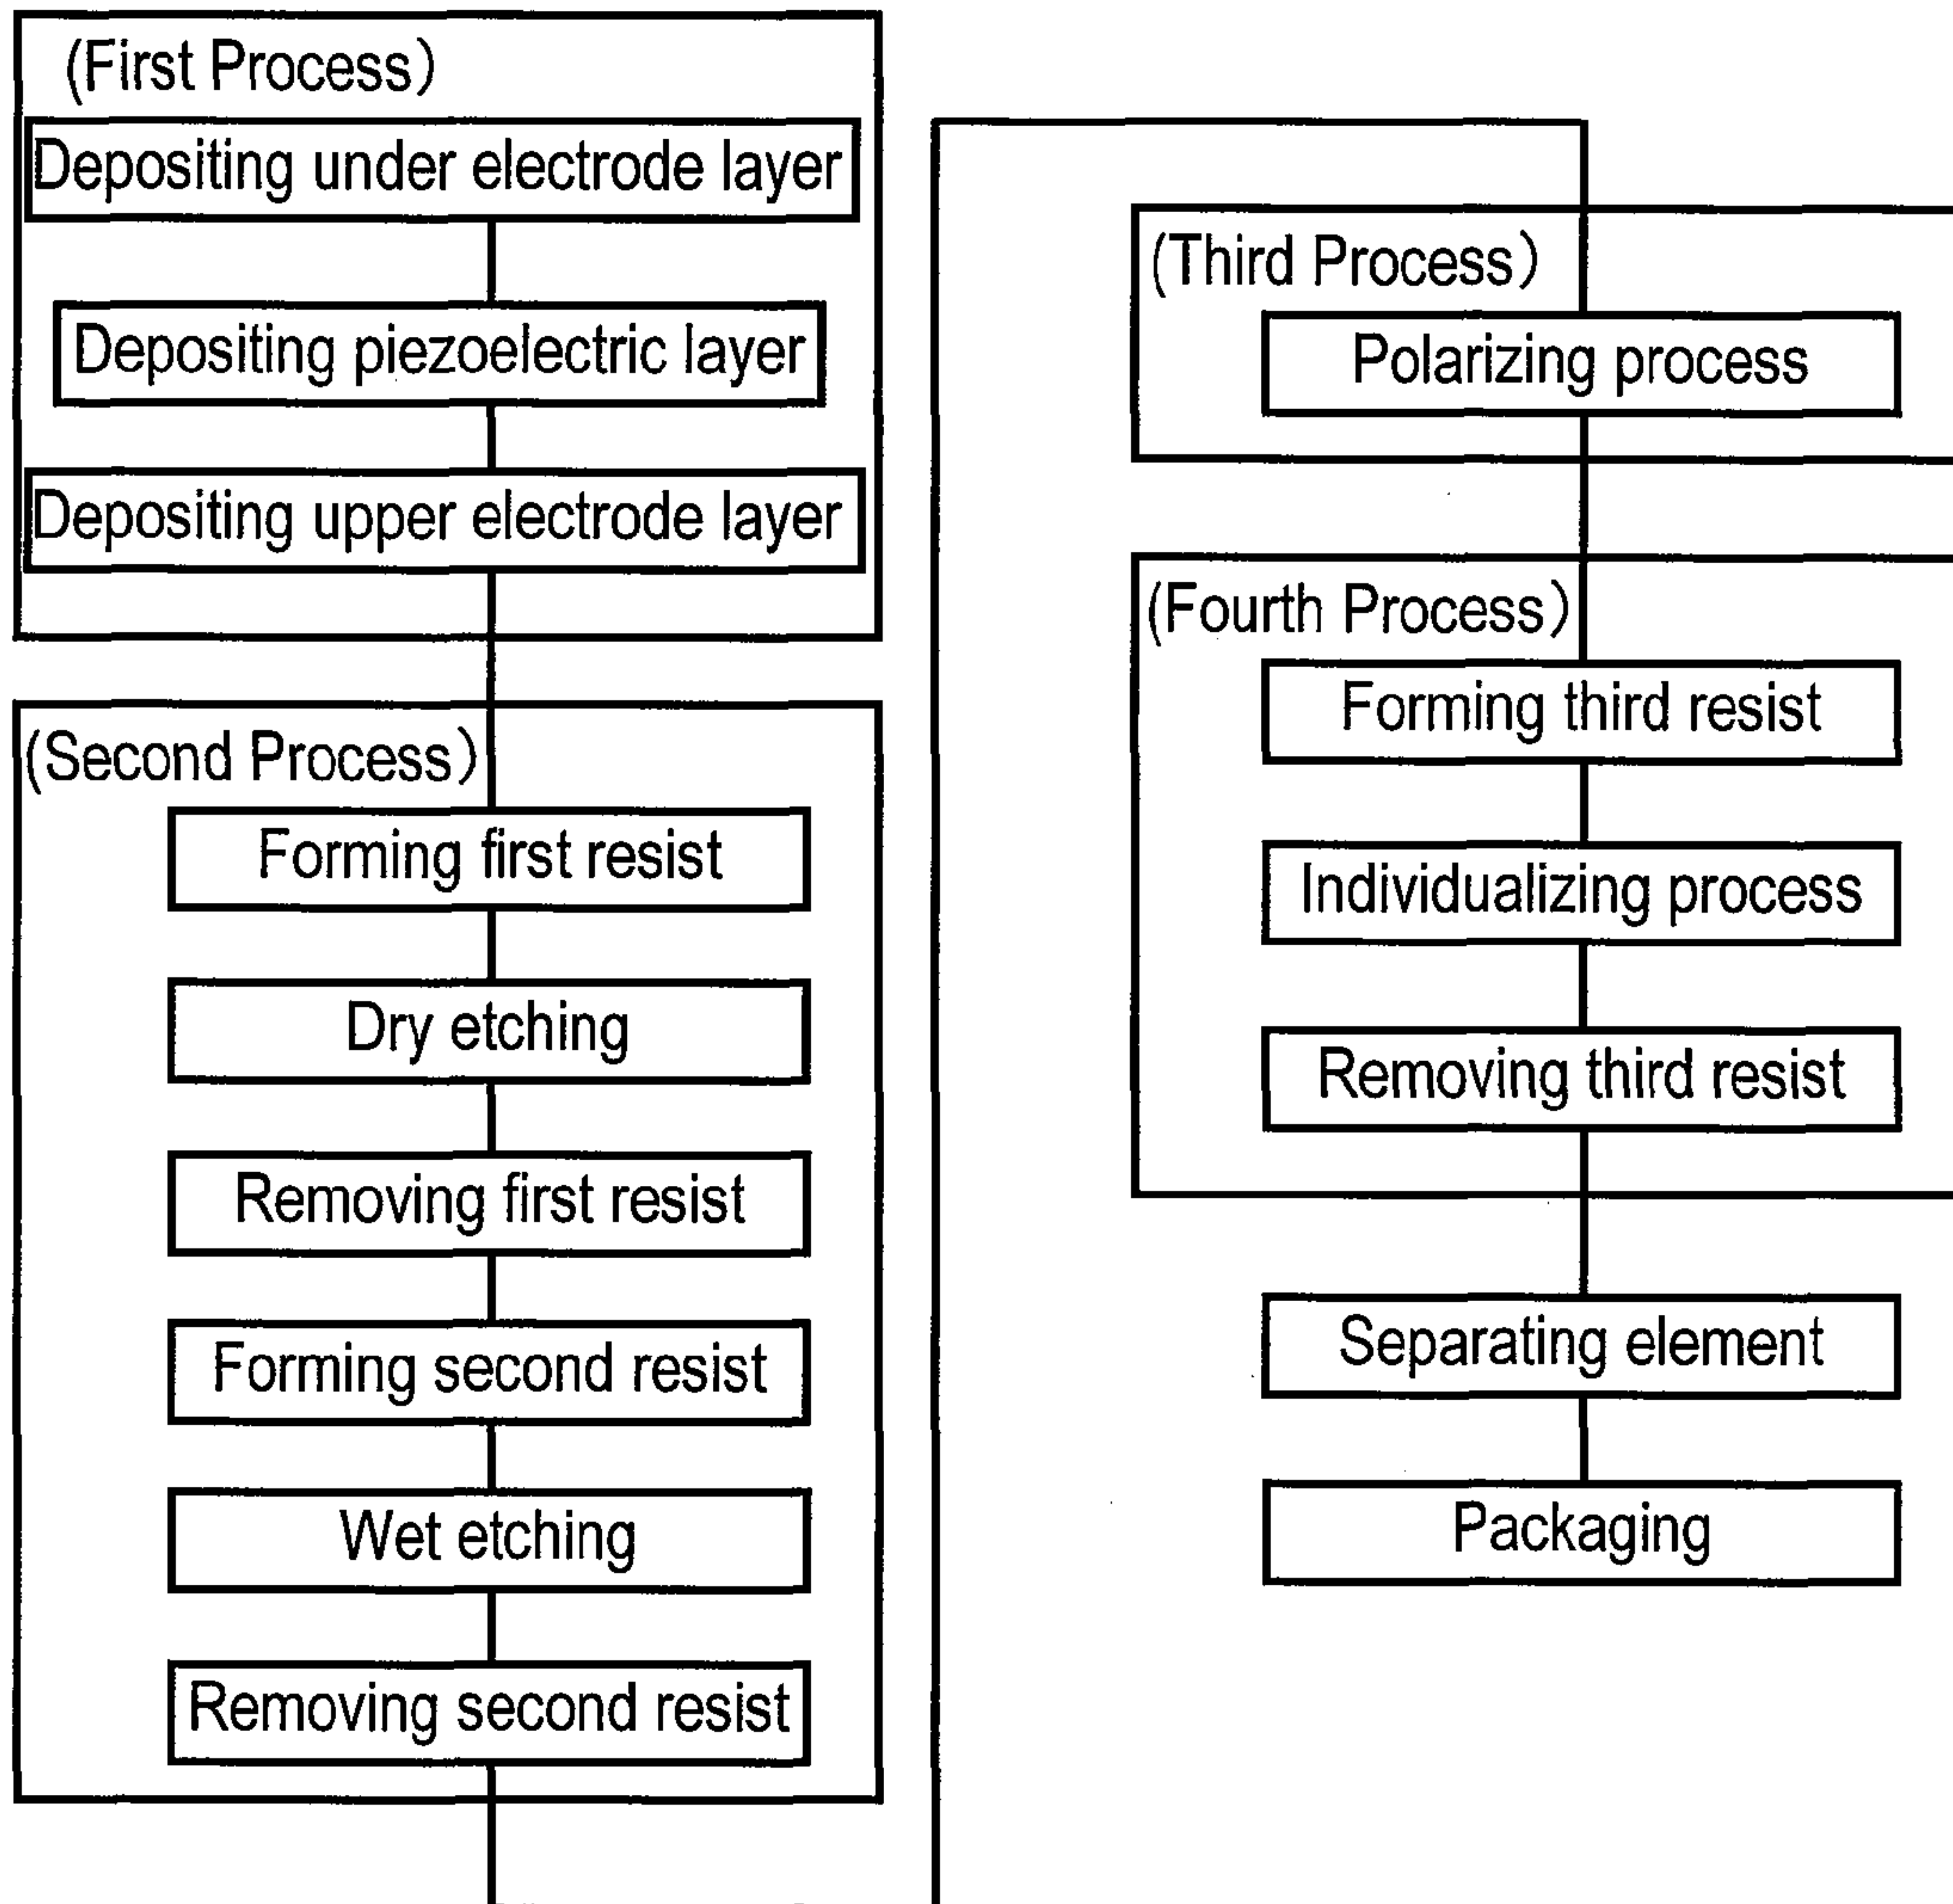 (First Process)
Depositing under electrode layer
Depositing piezoelectric layer
Depositing upper electrode layer
(Second Process)
Forming first resist
Dry etching
Removing first resist
Forming second resist
Wet etching
Removing second resist
(Third Process)
Polarizing process
(Fourth Process)
Forming third resist
Individualizing process
Removing third resist
Separating element
Packaging